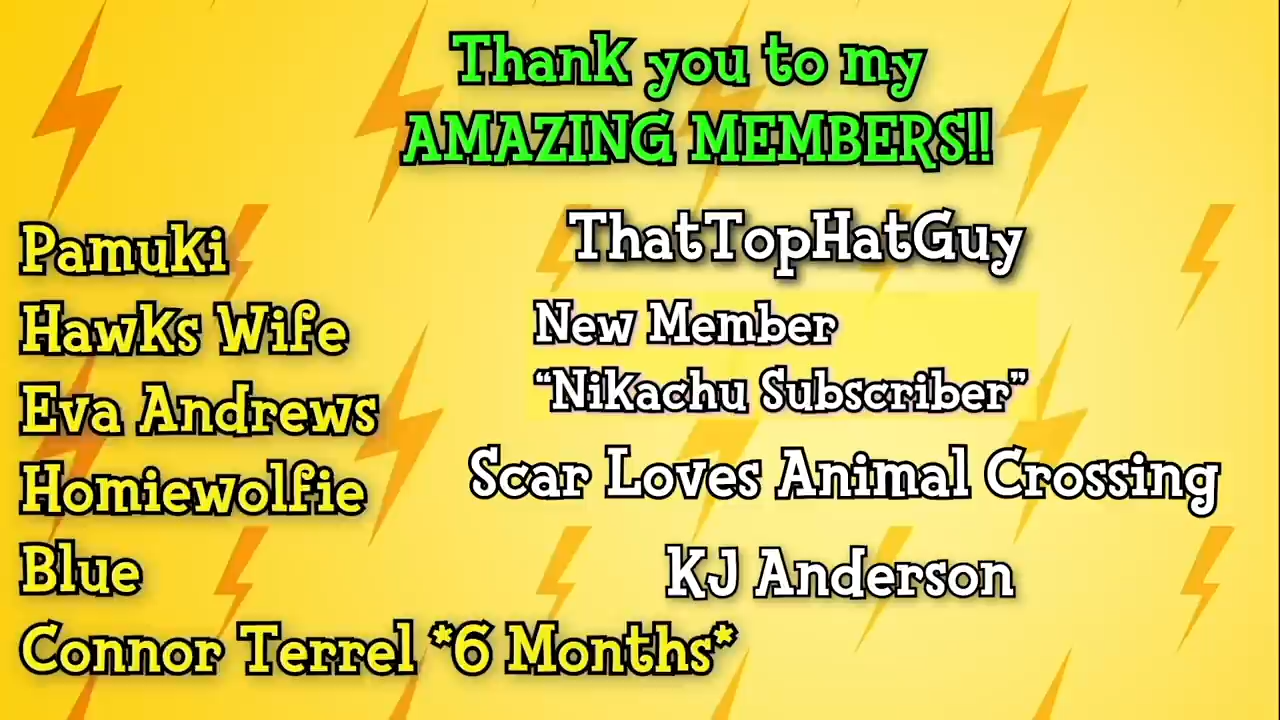 Thank you to my
AMAZING MEMBERS!!
Pamuki
Hawks Wife
Eva Andrews
Homiewolfie
Blue
Connor Terrel *6 Months*
ThatTopHatGuy
New Member
“Nikachu Subscriber”
Scar Loves Animal Crossing
KJ Anderson